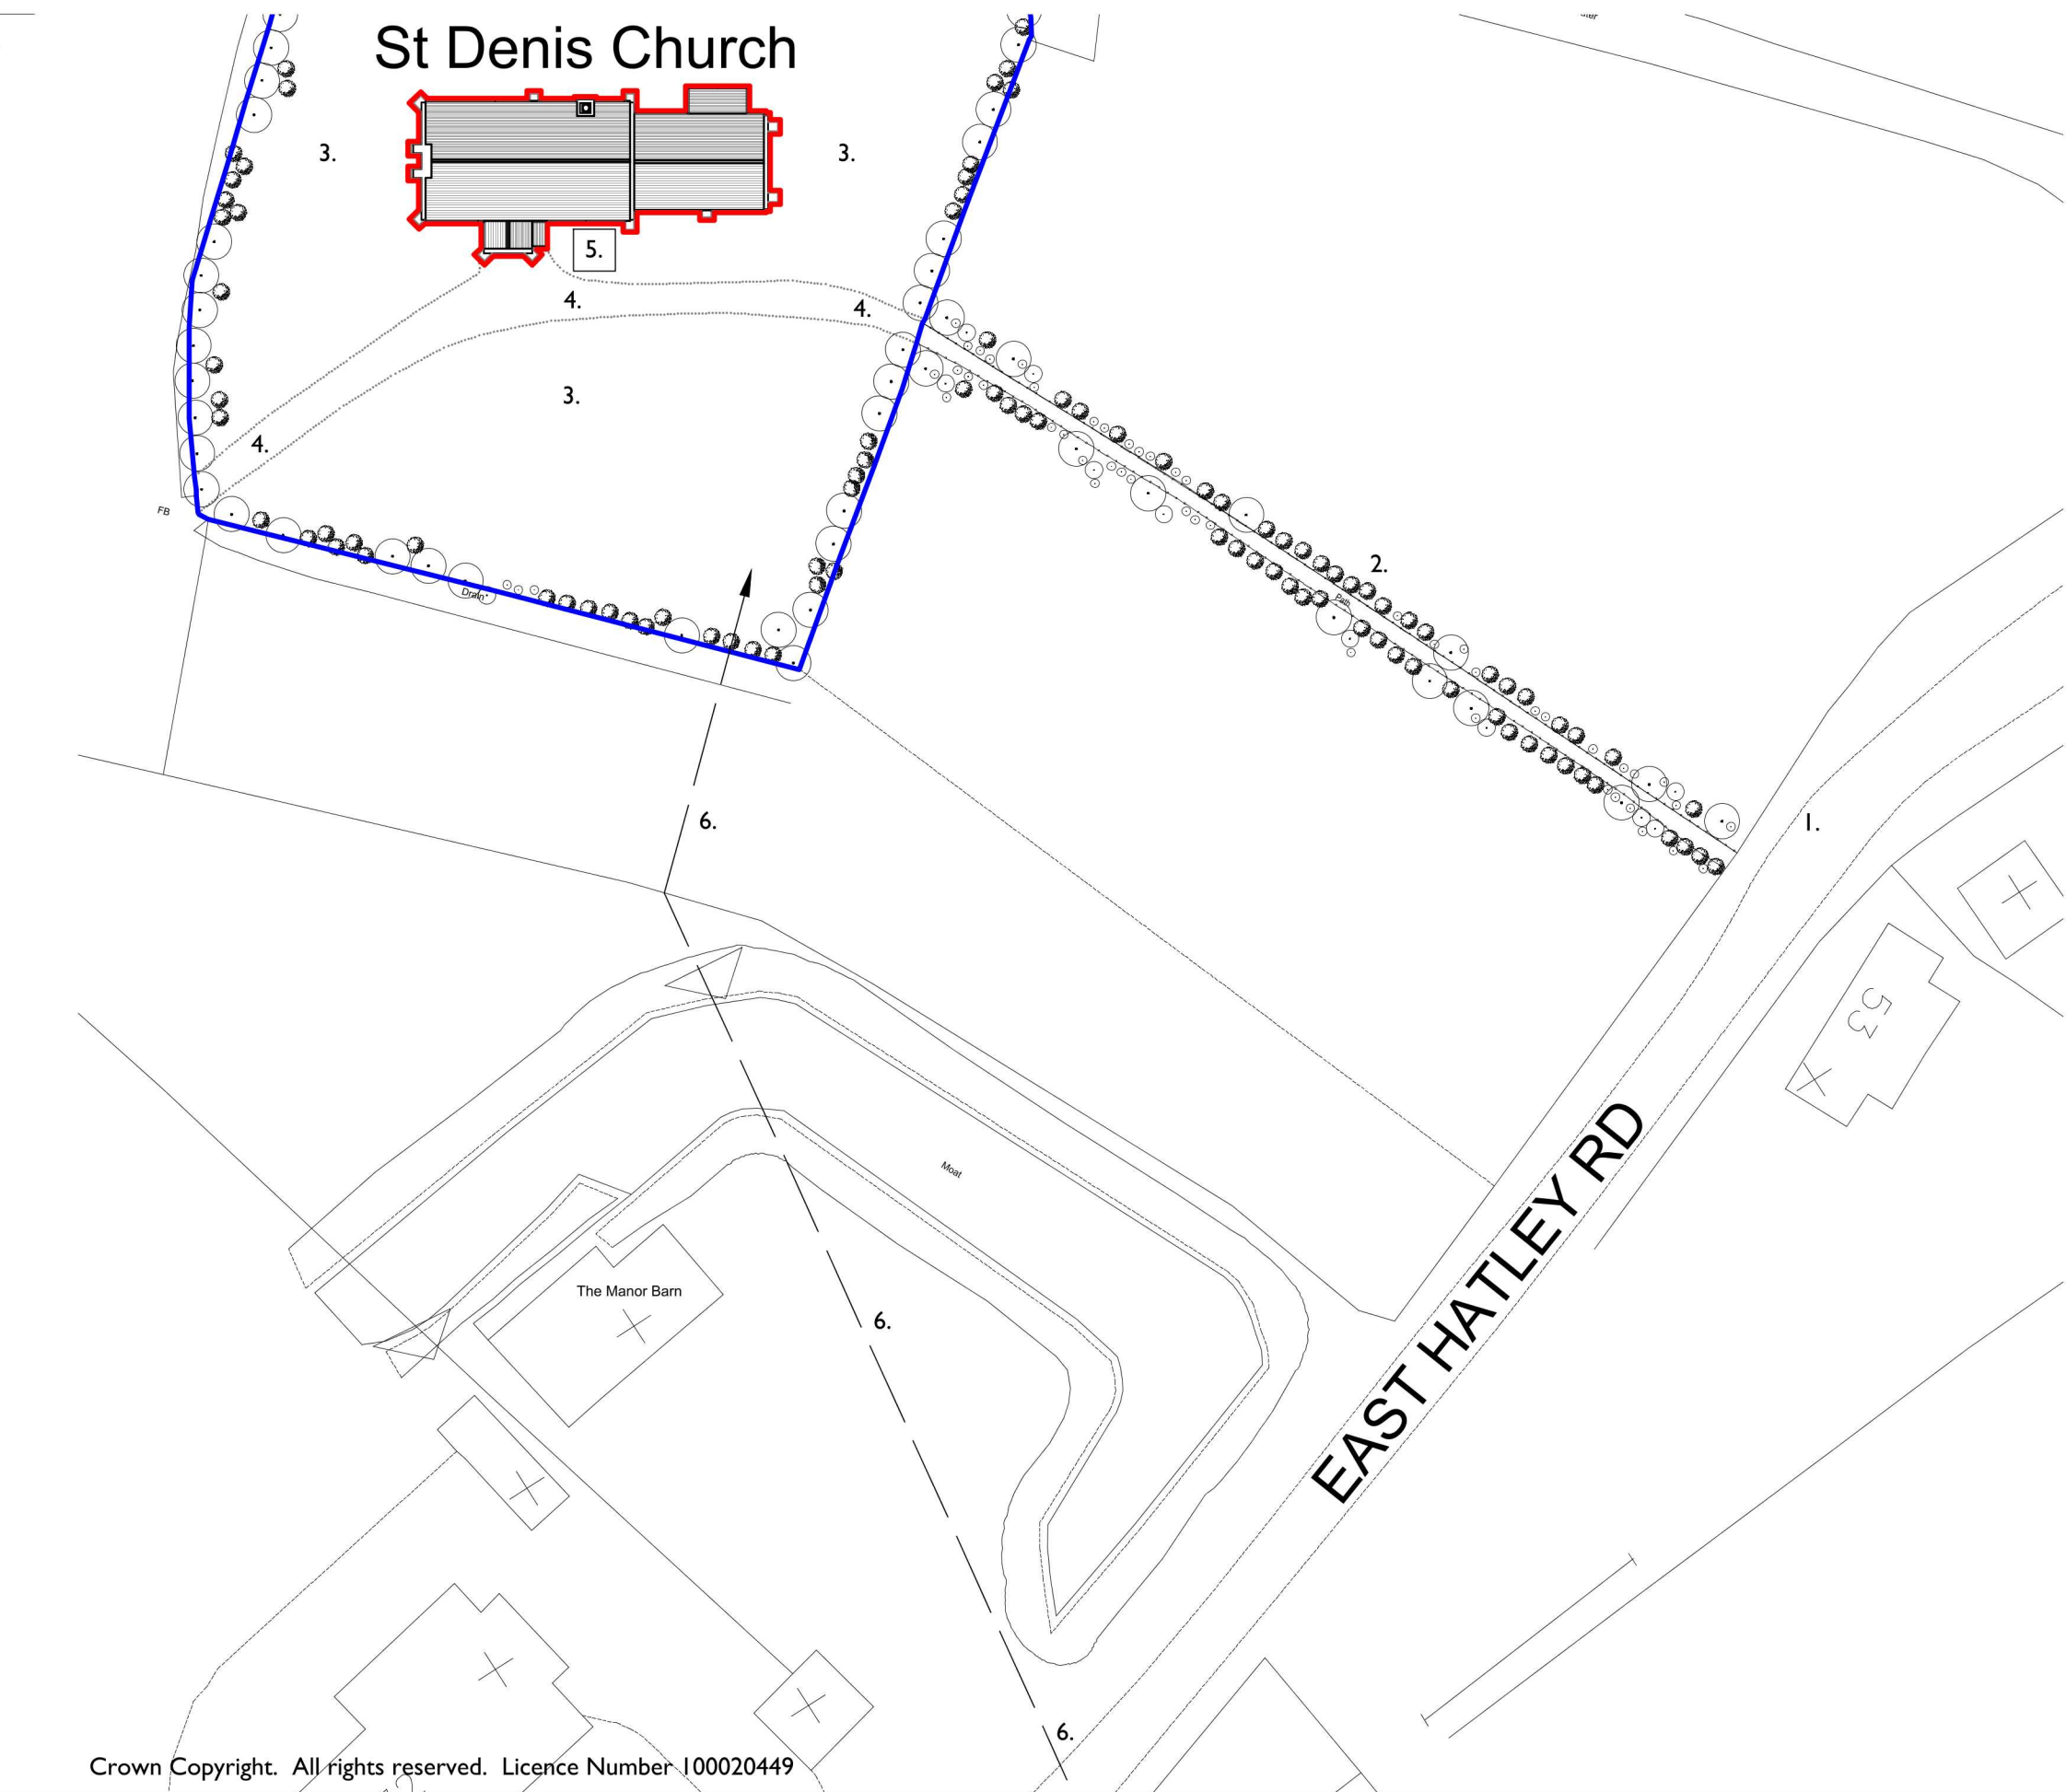 St Denis Church
3.
3.
5.
4.
4.
3.
4.
FB
2.
Drain
Path
6.
1.
53
Moat
EAST HATLEY RD
The Manor Barn
6.
6.
Crown Copyright. All rights reserved. Licence Number 100020449